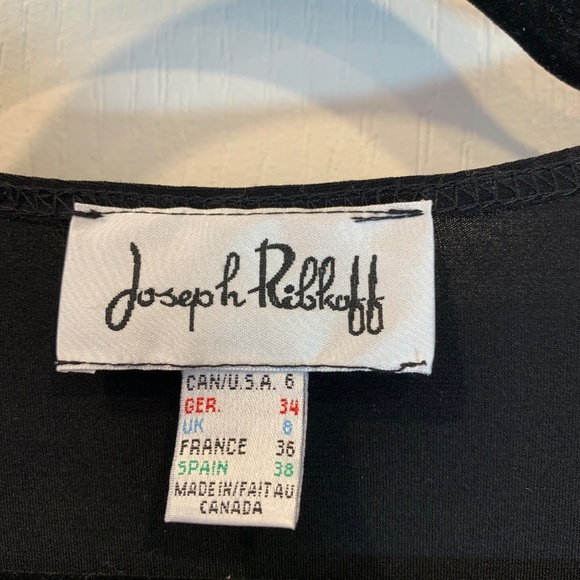 Joseph Ribkoff
CAN/U.S.A. 6
GER. 34
UK 8
FRANCE 36
SPAIN 38
MADE IN/FAIT AU
CANADA